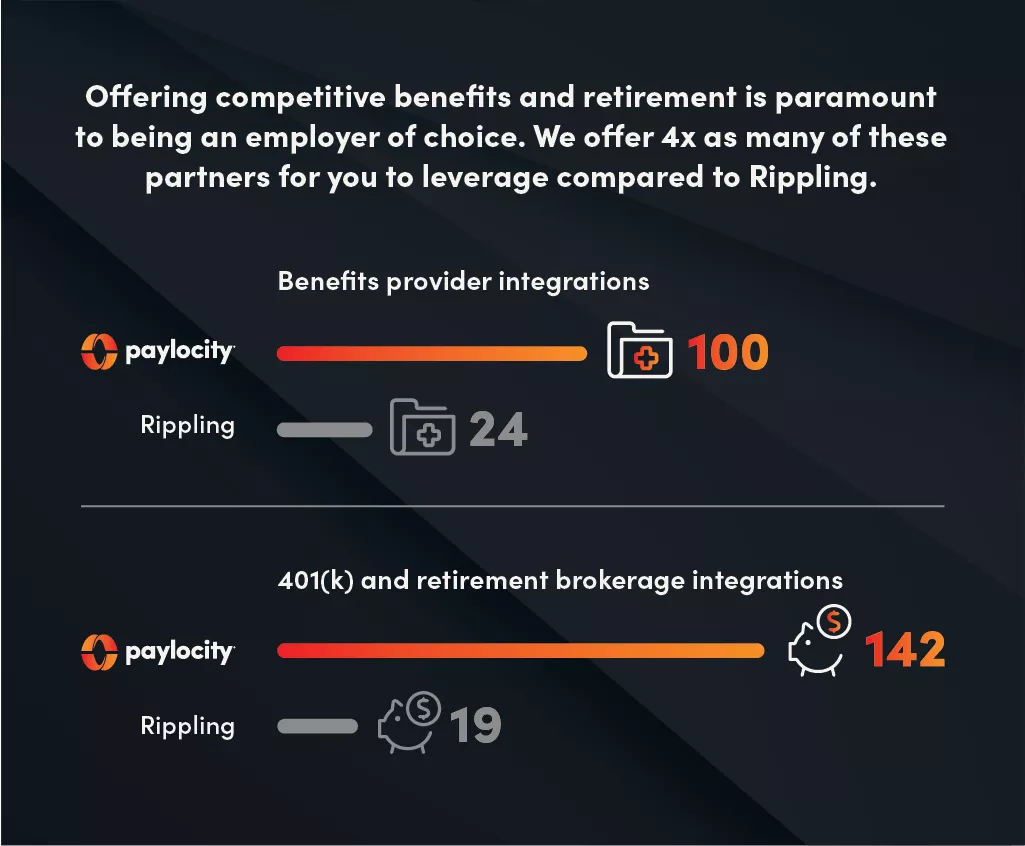 Offering competitive benefits and retirement is paramount
to being an employer of choice. We offer 4x as many of these
partners for you to leverage compared to Rippling.
Benefits provider integrations
paylocity 100
Rippling 24
401(k) and retirement brokerage integrations
paylocity $ 142
Rippling $ 19